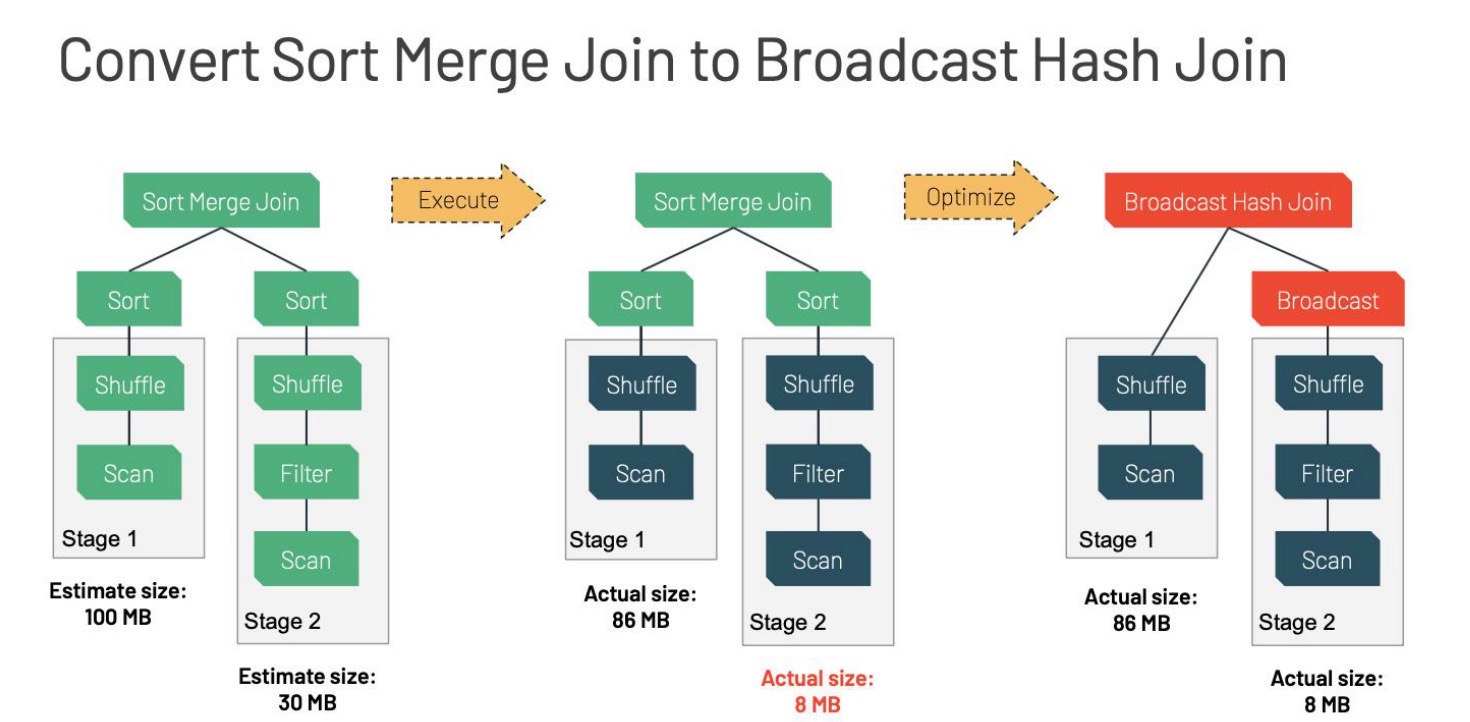 Convert Sort Merge Join to Broadcast Hash Join
Sort Merge Join
Sort
Sort
Shuffle
Shuffle
Scan
Filter
Scan
Stage 1
Stage 2
Estimate size:
100 MB
Estimate size:
30 MB
Execute
Sort Merge Join
Sort
Sort
Shuffle
Shuffle
Scan
Filter
Scan
Stage 1
Stage 2
Actual size:
86 MB
Actual size:
8 MB
Optimize
Broadcast Hash Join
Broadcast
Shuffle
Shuffle
Scan
Filter
Scan
Stage 1
Stage 2
Actual size:
86 MB
Actual size:
8 MB